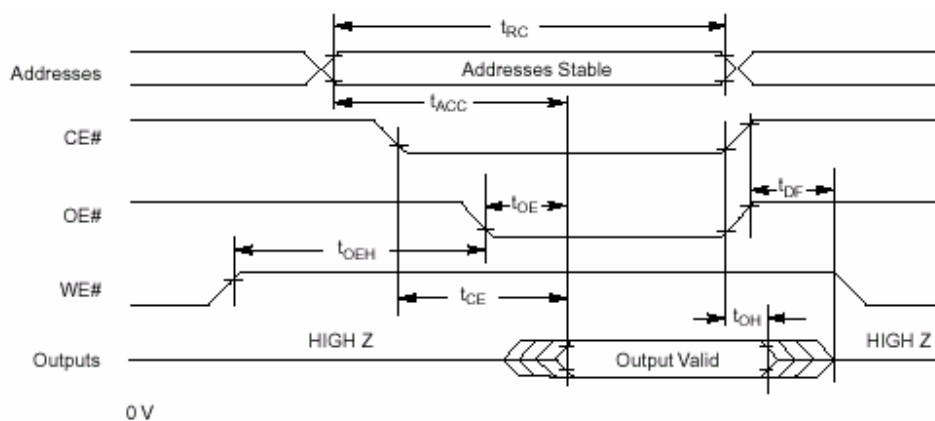 tRC
Addresses
Addresses Stable
tACC
CE#
tDF
OE#
tOE
tOEH
WE#
tCE
tOH
HIGH Z
HIGH Z
Outputs
Output Valid
0 V